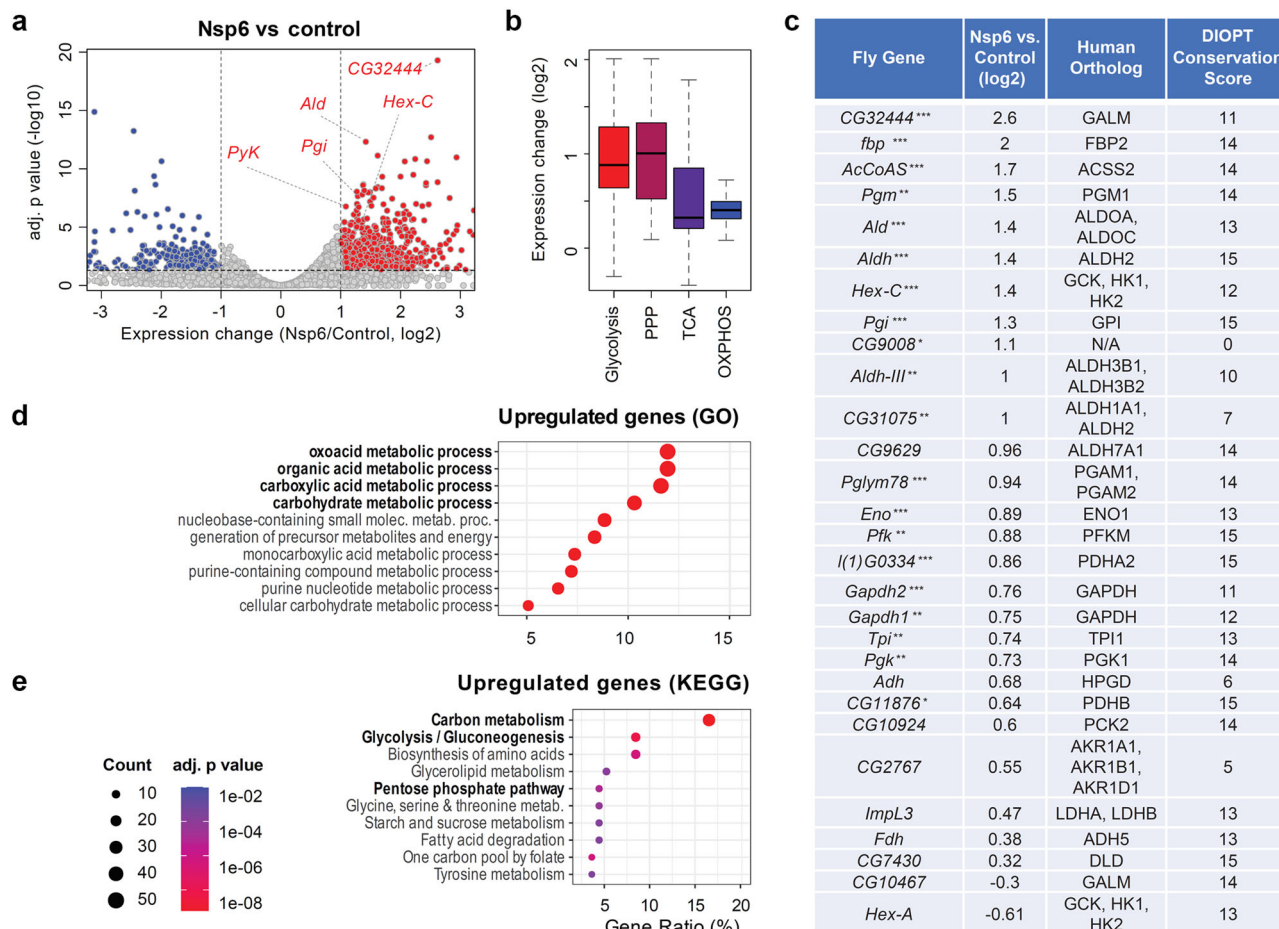 a
Nsp6 vs control
adj. p value (-log10)
20
15
10
5
0
CG32444
Ald
Hex-C
PyK
Pgi
-3
-2
-1
0
1
2
3
Expression change (Nsp6/Control, log2)
b
Expression change (log2)
2
1
0
Glycolysis
PPP
TCA
OXPHOS
c
Fly Gene
Nsp6 vs.
Control
(log2)
Human
Ortholog
DIOPT
Conservation
Score
CG32444*** 2.6 GALM 11
fbp *** 2 FBP2 14
AcCoAS*** 1.7 ACSS2 14
Pgm** 1.5 PGM1 14
Ald*** 1.4 ALDOA, 13
ALDOC
Aldh*** 1.4 ALDH2 15
Hex-C*** 1.4 GCK, HK1, 12
HK2
Pgi*** 1.3 GPI 15
CG9008* 1.1 N/A 0
Aldh-III** 1 ALDH3B1, 10
ALDH3B2
CG31075** 1 ALDH1A1, 7
ALDH2
CG9629 0.96 ALDH7A1 14
Pglym78*** 0.94 PGAM1, 14
PGAM2
Eno*** 0.89 ENO1 13
Pfk** 0.88 PFKM 15
l(1)G0334*** 0.86 PDHA2 15
Gapdh2*** 0.76 GAPDH 11
Gapdh1** 0.75 GAPDH 12
Tpi** 0.74 TPI1 13
Pgk** 0.73 PGK1 14
Adh 0.68 HPGD 6
CG11876* 0.64 PDHB 15
CG10924 0.6 PCK2 14
CG2767 0.55 AKR1A1, 5
AKR1B1,
AKR1D1
ImpL3 0.47 LDHA, LDHB 13
Fdh 0.38 ADH5 13
CG7430 0.32 DLD 15
CG10467 -0.3 GALM 14
Hex-A -0.61 GCK, HK1, 13
HK2
d
Upregulated genes (GO)
oxoacid metabolic process
organic acid metabolic process
carboxylic acid metabolic process
carbohydrate metabolic process
nucleobase-containing small molec. metab. proc.
generation of precursor metabolites and energy
monocarboxylic acid metabolic process
purine-containing compound metabolic process
purine nucleotide metabolic process
cellular carbohydrate metabolic process
5
10
15
e
Upregulated genes (KEGG)
Carbon metabolism
Glycolysis / Gluconeogenesis
Biosynthesis of amino acids
Glycerolipid metabolism
Pentose phosphate pathway
Glycine, serine & threonine metab.
Starch and sucrose metabolism
Fatty acid degradation
One carbon pool by folate
Tyrosine metabolism
5
10
15
20
Gene Ratio (%)
Count
10
20
30
40
50
adj. p value
1e-02
1e-04
1e-06
1e-08